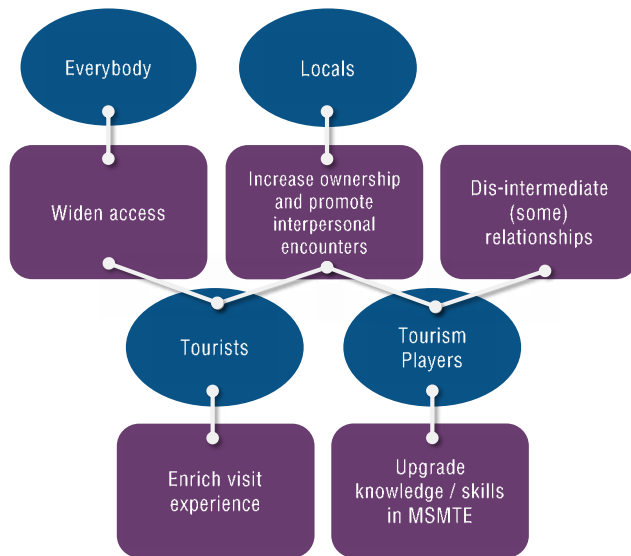 Everybody
Locals
Widen access
Increase ownership
and promote
interpersonal
encounters
Dis-intermediate
(some)
relationships
Tourists
Tourism
Players
Enrich visit
experience
Upgrade
knowledge / skills
in MSMTE